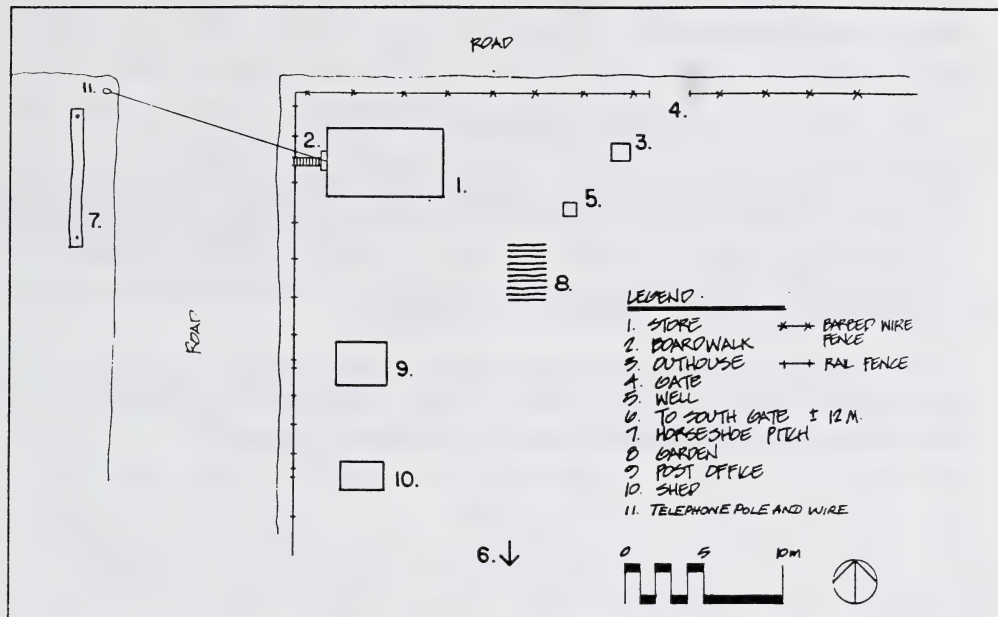 ROAD
11.
4.
2.
3.
1.
5.
7.
8.
ROAD
9.
10.
6.
LEGEND.
1. STORE
2. BOARDWALK
3. OUTHOUSE
4. GATE
5. WELL
6. TO SOUTH GATE ± 12 M.
7. HORSESHOE PITCH
8 GARDEN
9 POST OFFICE
10. SHED
11. TELEPHONE POLE AND WIRE
BARBED WIRE
FENCE
RAIL FENCE
0 5 10m